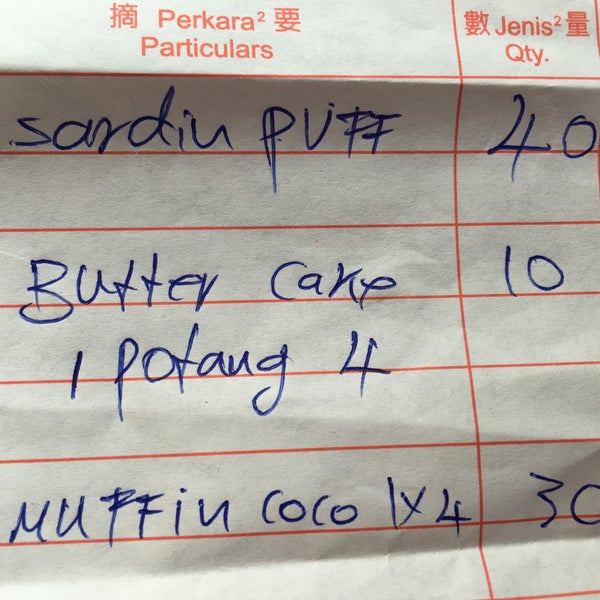 摘 Perkara² 要 數 Jenis² 量
Particulars Qty.
sardin puff 40
Butter cake 10
1 Potang 4
Muffin coco 1x4 30